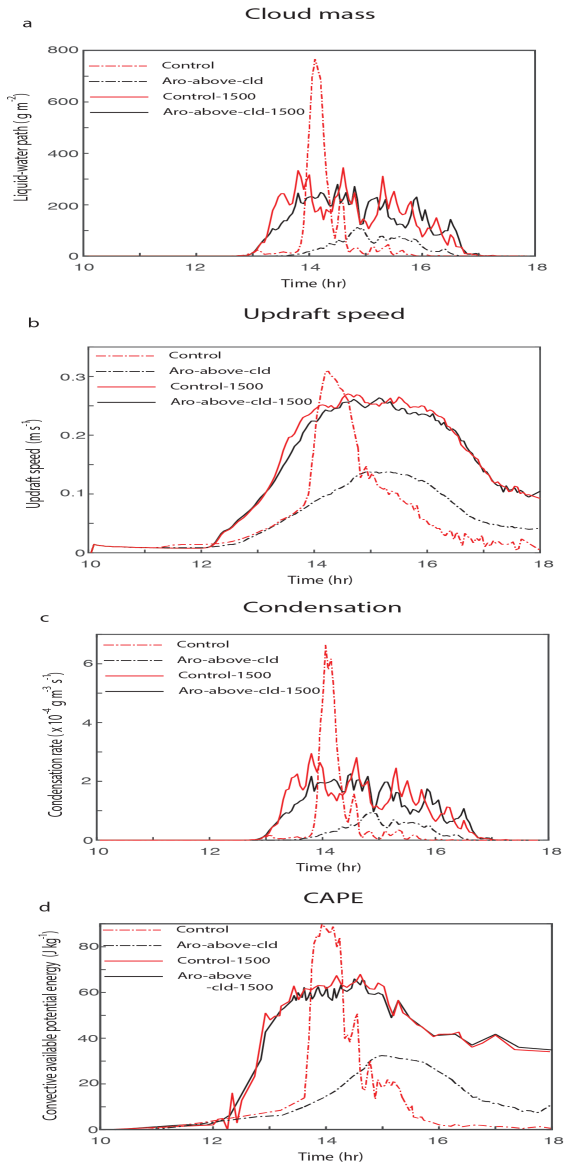 Cloud mass
a
800
600
400
200
0
Liquid-water path (g m-2)
Control
Aro-above-cld
Control-1500
Aro-above-cld-1500
10 12 14 16 18
Time (hr)
Updraft speed
b
0.3
0.2
0.1
0
Updraft speed (m s-1)
Control
Aro-above-cld
Control-1500
Aro-above-cld-1500
10 12 14 16 18
Time (hr)
Condensation
c
6
4
2
0
Condensation rate ( x 10-4 g m-3 s-1)
Control
Aro-above-cld
Control-1500
Aro-above-cld-1500
10 12 14 16 18
Time (hr)
CAPE
d
80
60
40
20
0
Convective available potential energy (J kg-1)
Control
Aro-above-cld
Control-1500
Aro-above
-cld-1500
10 12 14 16 18
Time (hr)